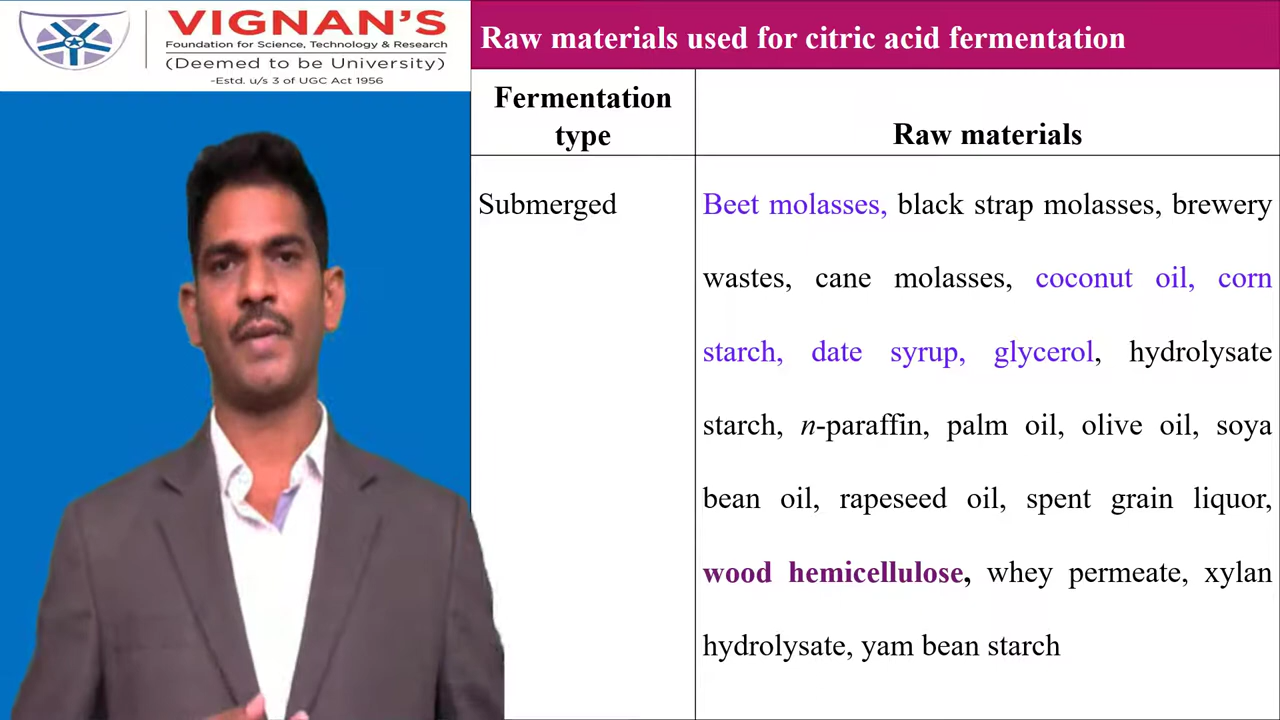 VIGNAN'S
Foundation for Science, Technology & Research
(Deemed to be University)
-Estd. u/s 3 of UGC Act 1956
Raw materials used for citric acid fermentation
Fermentation
type
Raw materials
Submerged
Beet molasses, black strap molasses, brewery
wastes, cane molasses, coconut oil, corn
starch, date syrup, glycerol, hydrolysate
starch, n-paraffin, palm oil, olive oil, soya
bean oil, rapeseed oil, spent grain liquor,
wood hemicellulose, whey permeate, xylan
hydrolysate, yam bean starch